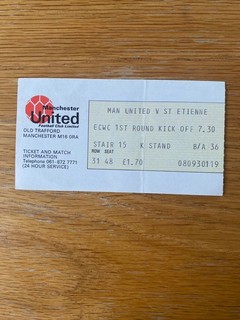 Manchester
United
Football Club Limited
OLD TRAFFORD
MANCHESTER M16 0RA
TICKET AND MATCH
INFORMATION
Telephone 061-872 7771
(24 HOUR SERVICE)
MAN UNITED V ST ETIENNE
ECWC 1ST ROUND KICK OFF 7.30
STAIR 15 K STAND B/A 36
ROW SEAT
31 48 £1.70 080930119